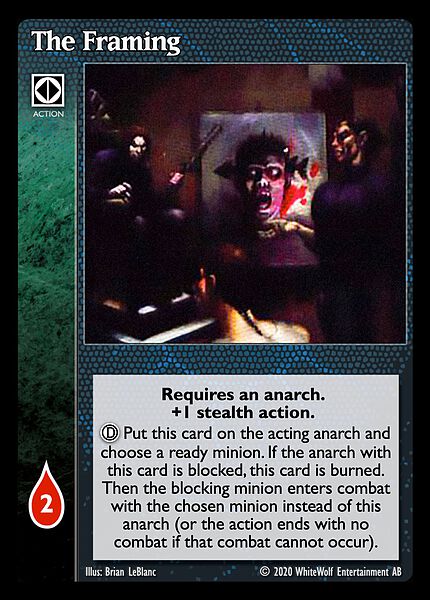 The Framing
ACTION
Requires an anarch.
+1 stealth action.
D Put this card on the acting anarch and
choose a ready minion. If the anarch with
this card is blocked, this card is burned.
Then the blocking minion enters combat
with the chosen minion instead of this
anarch (or the action ends with no
combat if that combat cannot occur).
2
Illus: Brian LeBlanc © 2020 WhiteWolf Entertainment AB